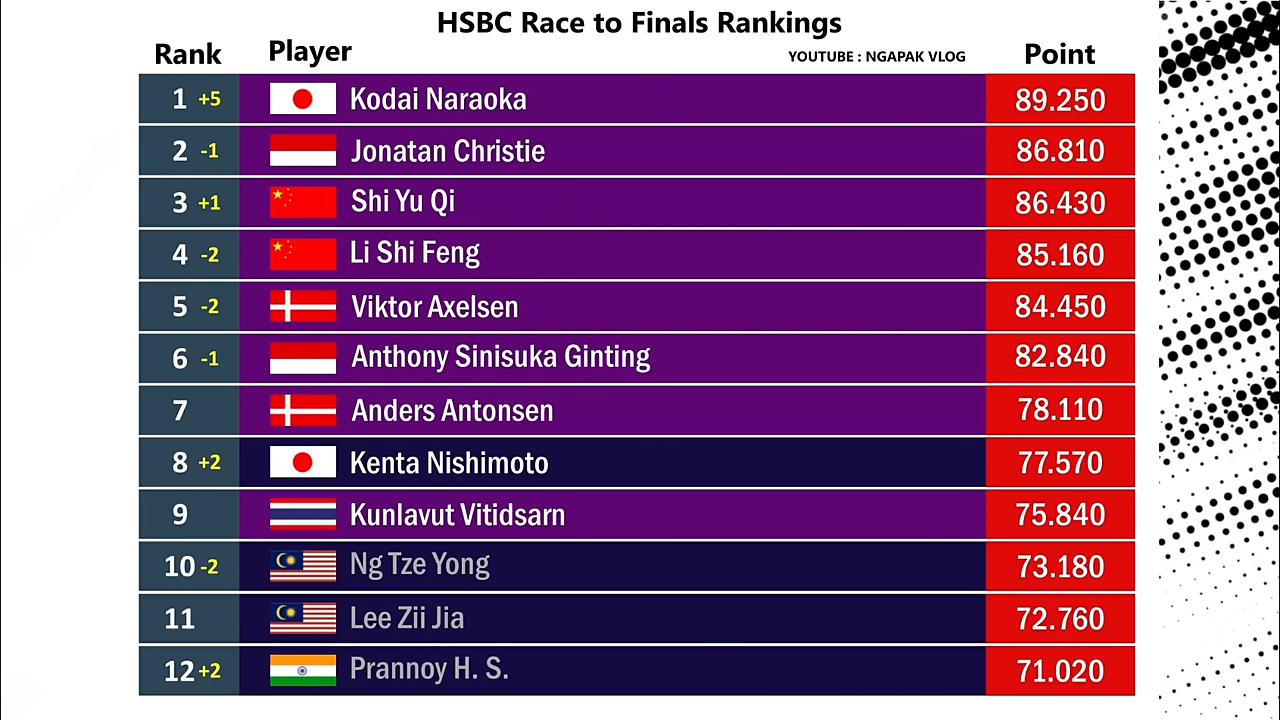 HSBC Race to Finals Rankings
Rank Player YOUTUBE : NGAPAK VLOG Point
1 +5 Kodai Naraoka 89.250
2 -1 Jonatan Christie 86.810
3 +1 Shi Yu Qi 86.430
4 -2 Li Shi Feng 85.160
5 -2 Viktor Axelsen 84.450
6 -1 Anthony Sinisuka Ginting 82.840
7 Anders Antonsen 78.110
8 +2 Kenta Nishimoto 77.570
9 Kunlavut Vitidsarn 75.840
10 -2 Ng Tze Yong 73.180
11 Lee Zii Jia 72.760
12 +2 Prannoy H. S. 71.020